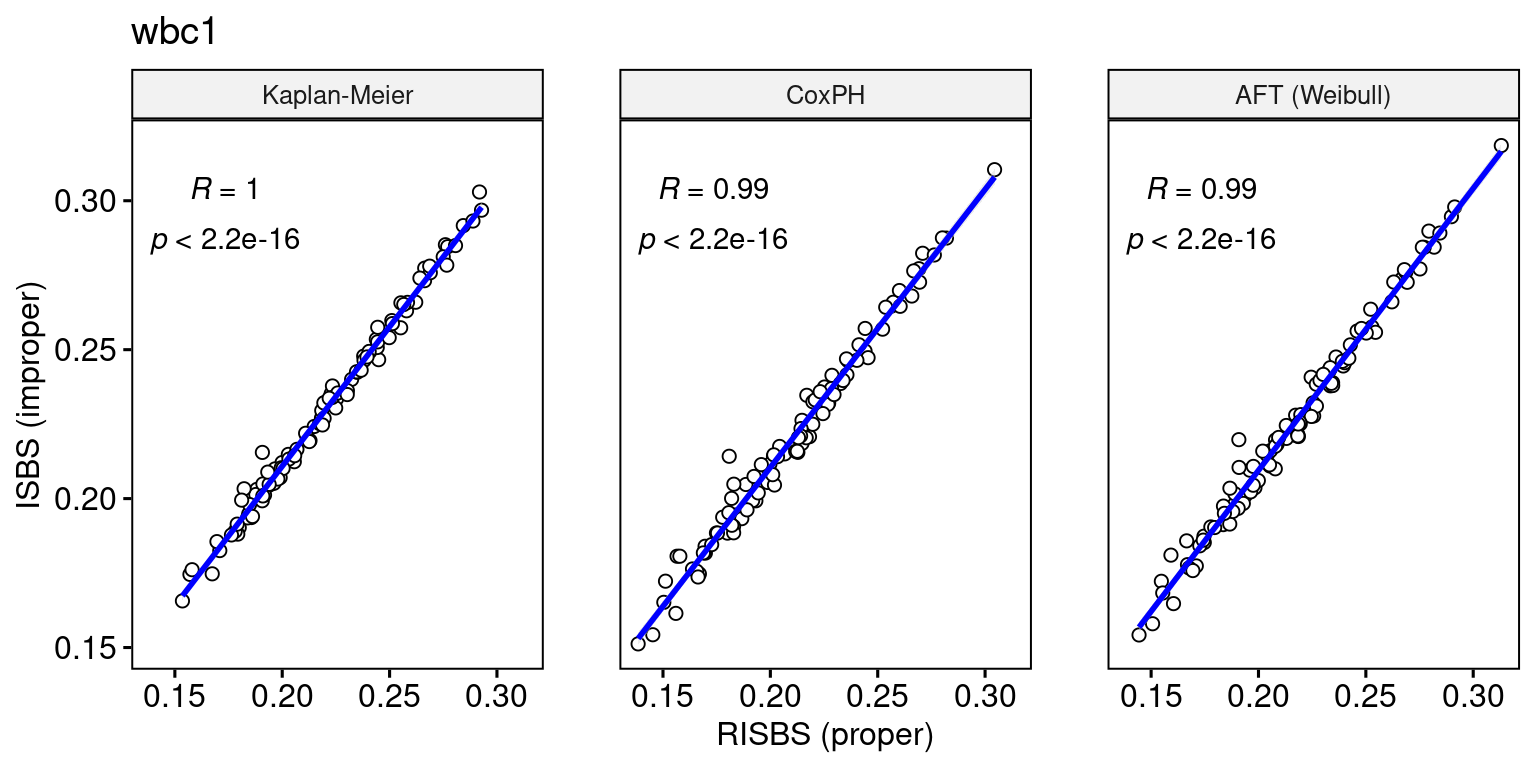 wbc1
Kaplan-Meier
CoxPH
AFT (Weibull)
R = 1
p < 2.2e-16
R = 0.99
p < 2.2e-16
R = 0.99
p < 2.2e-16
ISBS (improper)
0.30
0.25
0.20
0.15
0.15 0.20 0.25 0.30
0.15 0.20 0.25 0.30
0.15 0.20 0.25 0.30
RISBS (proper)